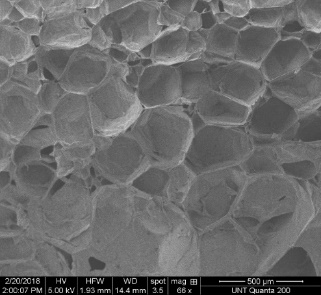 2/20/2018 HV HFW WD spot mag ⊞ 500 µm
2:00:07 PM 5.00 kV 1.93 mm 14.4 mm 3.5 66 x UNT Quanta 200